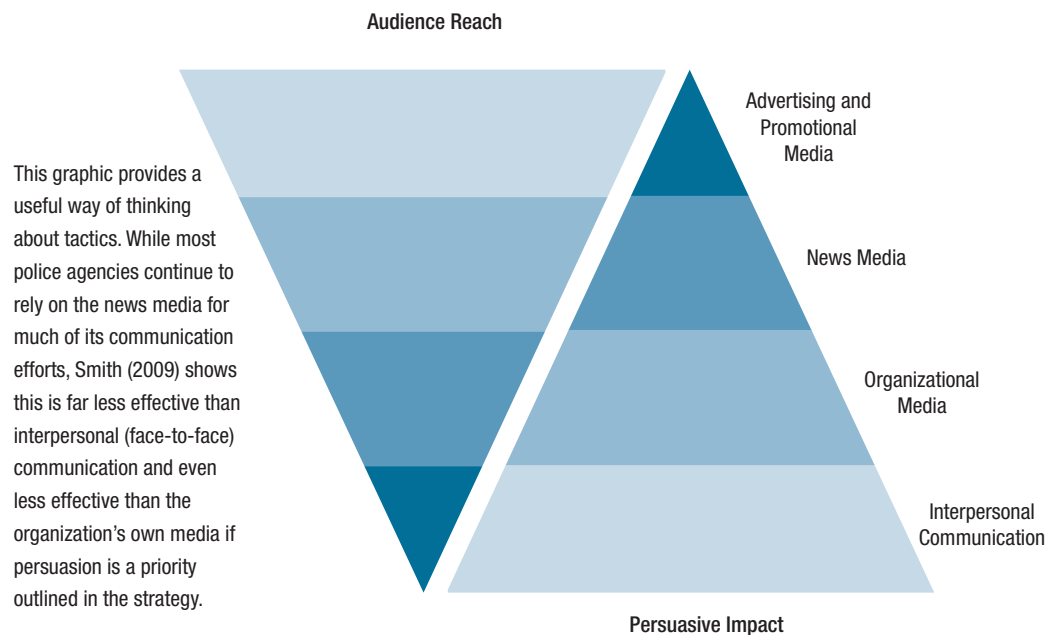 Audience Reach
This graphic provides a
useful way of thinking
about tactics. While most
police agencies continue to
rely on the news media for
much of its communication
efforts, Smith (2009) shows
this is far less effective than
interpersonal (face-to-face)
communication and even
less effective than the
organization’s own media if
persuasion is a priority
outlined in the strategy.
Advertising and
Promotional
Media
News Media
Organizational
Media
Interpersonal
Communication
Persuasive Impact